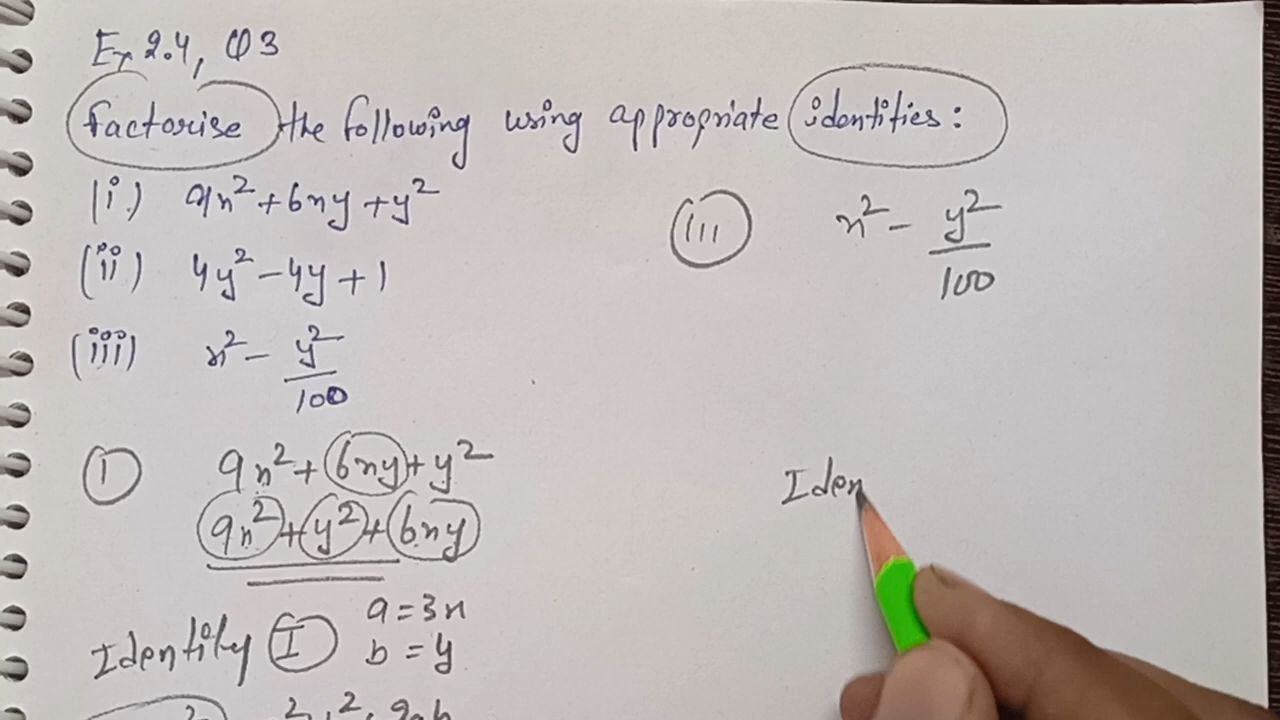 Ex 2.4, Q3
factorise the following using appropriate identities:
(i) 9x²+6xy+y²
(ii) 4y²-4y+1
(iii) x²- y²/100
(I) 9x²+6xy+y²
9x²+y²+6xy
Identity (I) a=3x
b=y
(III) x²- y²/100
Iden